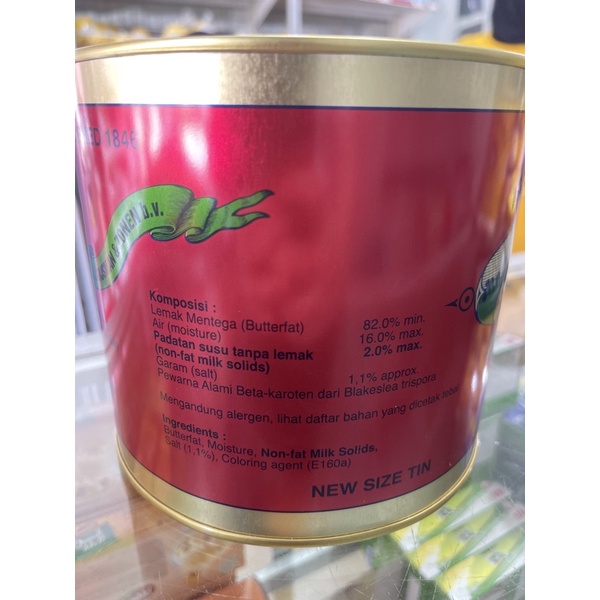 ED 1846
& COHEN B.V.
Komposisi :
Lemak Mentega (Butterfat) 82.0% min.
Air (moisture) 16.0% max.
Padatan susu tanpa lemak
(non-fat milk solids) 2.0% max.
Garam (salt) 1,1% approx.
Pewarna Alami Beta-karoten dari Blakeslea trispora
Mengandung alergen, lihat daftar bahan yang dicetak tebal
Ingredients :
Butterfat, Moisture, Non-fat Milk Solids,
Salt (1,1%), Coloring agent (E160a)
NEW SIZE TIN